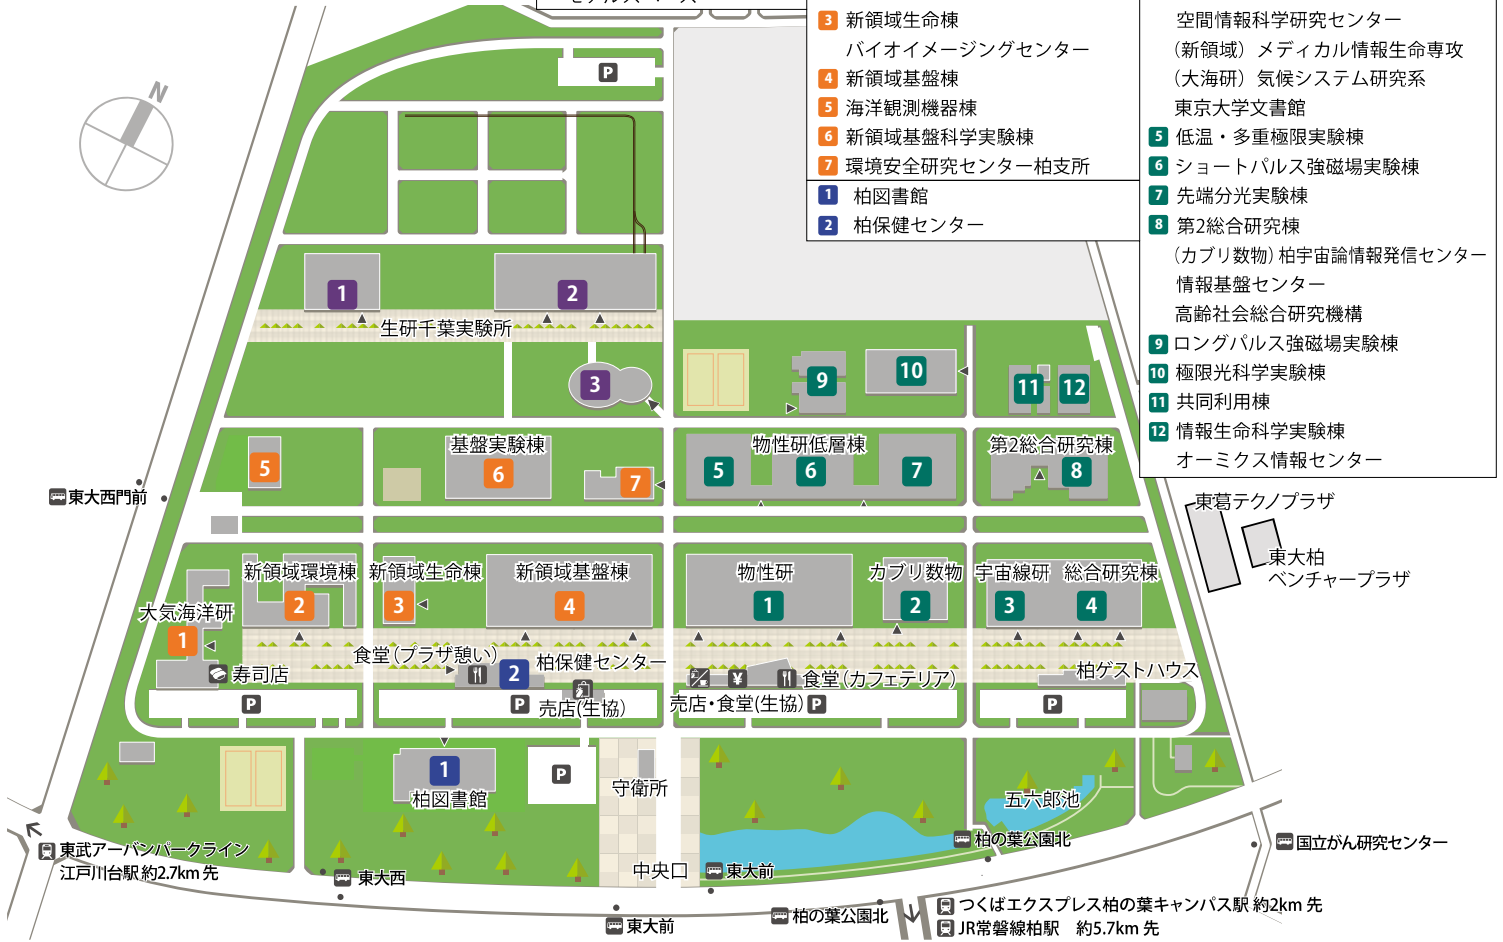 3 新領域生命棟
バイオイメージングセンター
4 新領域基盤棟
5 海洋観測機器棟
6 新領域基盤科学実験棟
7 環境安全研究センター柏支所
1 柏図書館
2 柏保健センター
空間情報科学研究センター
(新領域)メディカル情報生命専攻
(大海研)気候システム研究系
東京大学文書館
5 低温・多重極限実験棟
6 ショートパルス強磁場実験棟
7 先端分光実験棟
8 第2総合研究棟
(カブリ数物)柏宇宙論情報発信センター
情報基盤センター
高齢社会総合研究機構
9 ロングパルス強磁場実験棟
10 極限光科学実験棟
11 共同利用棟
12 情報生命科学実験棟
オーミクス情報センター
N
P
1
2
生研千葉実験所
3
9
10
11
12
5
基盤実験棟
6
7
物性研低層棟
5
6
7
第2総合研究棟
8
東大西門前
東葛テクノプラザ
東大柏
ベンチャープラザ
大気海洋研
1
新領域環境棟
2
新領域生命棟
3
新領域基盤棟
4
物性研
1
カブリ数物
2
宇宙線研
3
総合研究棟
4
寿司店
食堂(プラザ憩い)
2
柏保健センター
売店(生協)
¥
食堂(カフェテリア)
売店・食堂(生協)
柏ゲストハウス
P
P
P
P
1
柏図書館
P
守衛所
中央口
五六郎池
東武アーバンパークライン
江戸川台駅 約2.7km 先
東大西
東大前
東大前
柏の葉公園北
柏の葉公園北
国立がん研究センター
つくばエクスプレス柏の葉キャンパス駅 約2km 先
JR常磐線柏駅 約5.7km 先